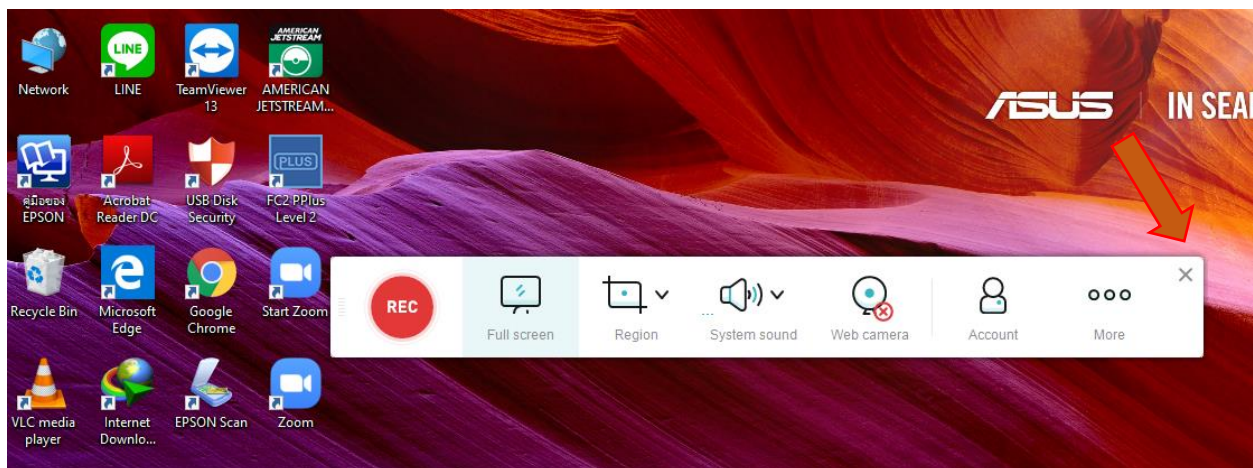 AMERICAN
JETSTREAM
LINE
Network
LINE
TeamViewer
13
AMERICAN
JETSTREAM...
ASUS
IN SEA
PLUS
คู่มือของ
EPSON
Acrobat
Reader DC
USB Disk
Security
FC2 PPlus
Level 2
Recycle Bin
Microsoft
Edge
Google
Chrome
Start Zoom
REC
Full screen
Region
...
System sound
Web camera
Account
More
VLC media
player
Internet
Downlo...
EPSON Scan
Zoom